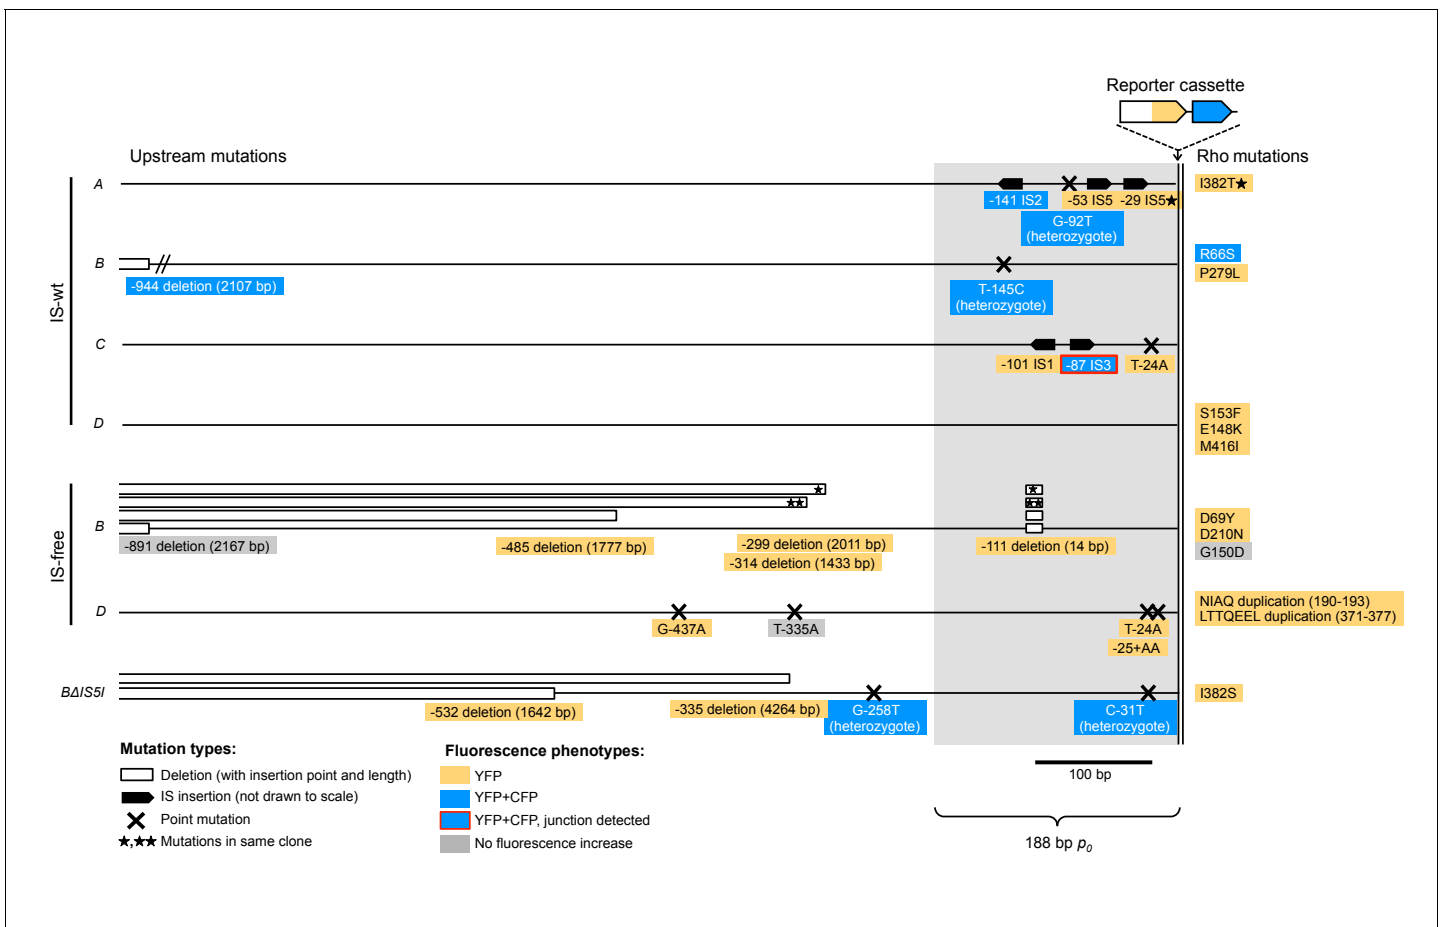 Reporter cassette
Upstream mutations
Rho mutations
IS-wt
A
-141 IS2
-53 IS5
-29 IS5★
G-92T
(heterozygote)
I382T★
B
-944 deletion (2107 bp)
T-145C
(heterozygote)
R66S
P279L
C
-101 IS1
-87 IS3
T-24A
D
S153F
E148K
M416I
IS-free
B
-891 deletion (2167 bp)
-485 deletion (1777 bp)
-299 deletion (2011 bp)
-314 deletion (1433 bp)
-111 deletion (14 bp)
D69Y
D210N
G150D
D
G-437A
T-335A
T-24A
-25+AA
NIAQ duplication (190-193)
LTTQEEL duplication (371-377)
BΔIS5I
-532 deletion (1642 bp)
-335 deletion (4264 bp)
G-258T
(heterozygote)
C-31T
(heterozygote)
I382S
Mutation types:
Deletion (with insertion point and length)
IS insertion (not drawn to scale)
Point mutation
★,★★ Mutations in same clone
Fluorescence phenotypes:
YFP
YFP+CFP
YFP+CFP, junction detected
No fluorescence increase
100 bp
188 bp p0